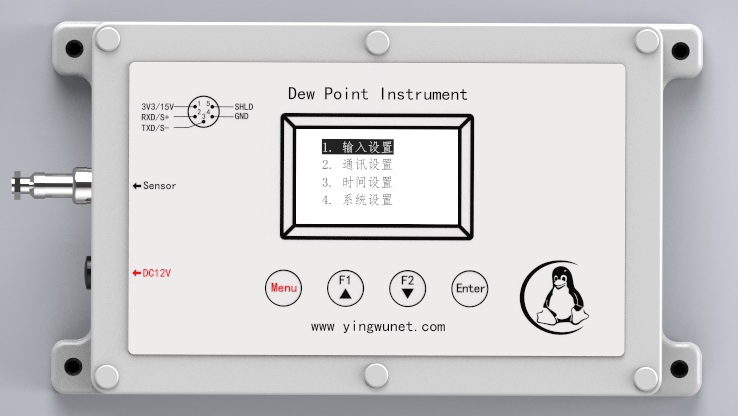 Dew Point Instrument
3V3/15V
RXD/S+
TXD/S-
1
5
2
4
3
SHLD
GND
1. 输入设置
2. 通讯设置
3. 时间设置
4. 系统设置
←Sensor
←DC12V
Menu
F1
▲
F2
▼
Enter
www yingwunet.com